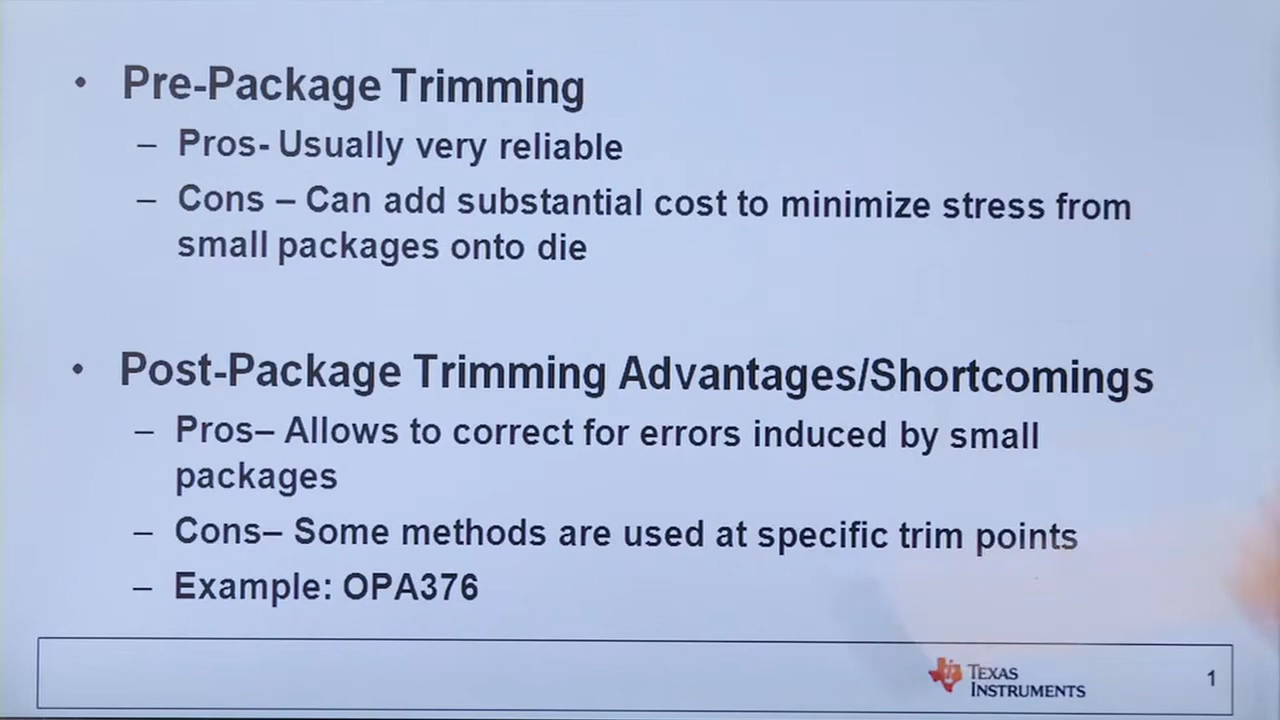 • Pre-Package Trimming
– Pros- Usually very reliable
– Cons – Can add substantial cost to minimize stress from
small packages onto die
• Post-Package Trimming Advantages/Shortcomings
– Pros– Allows to correct for errors induced by small
packages
– Cons– Some methods are used at specific trim points
– Example: OPA376
TEXAS
INSTRUMENTS
1